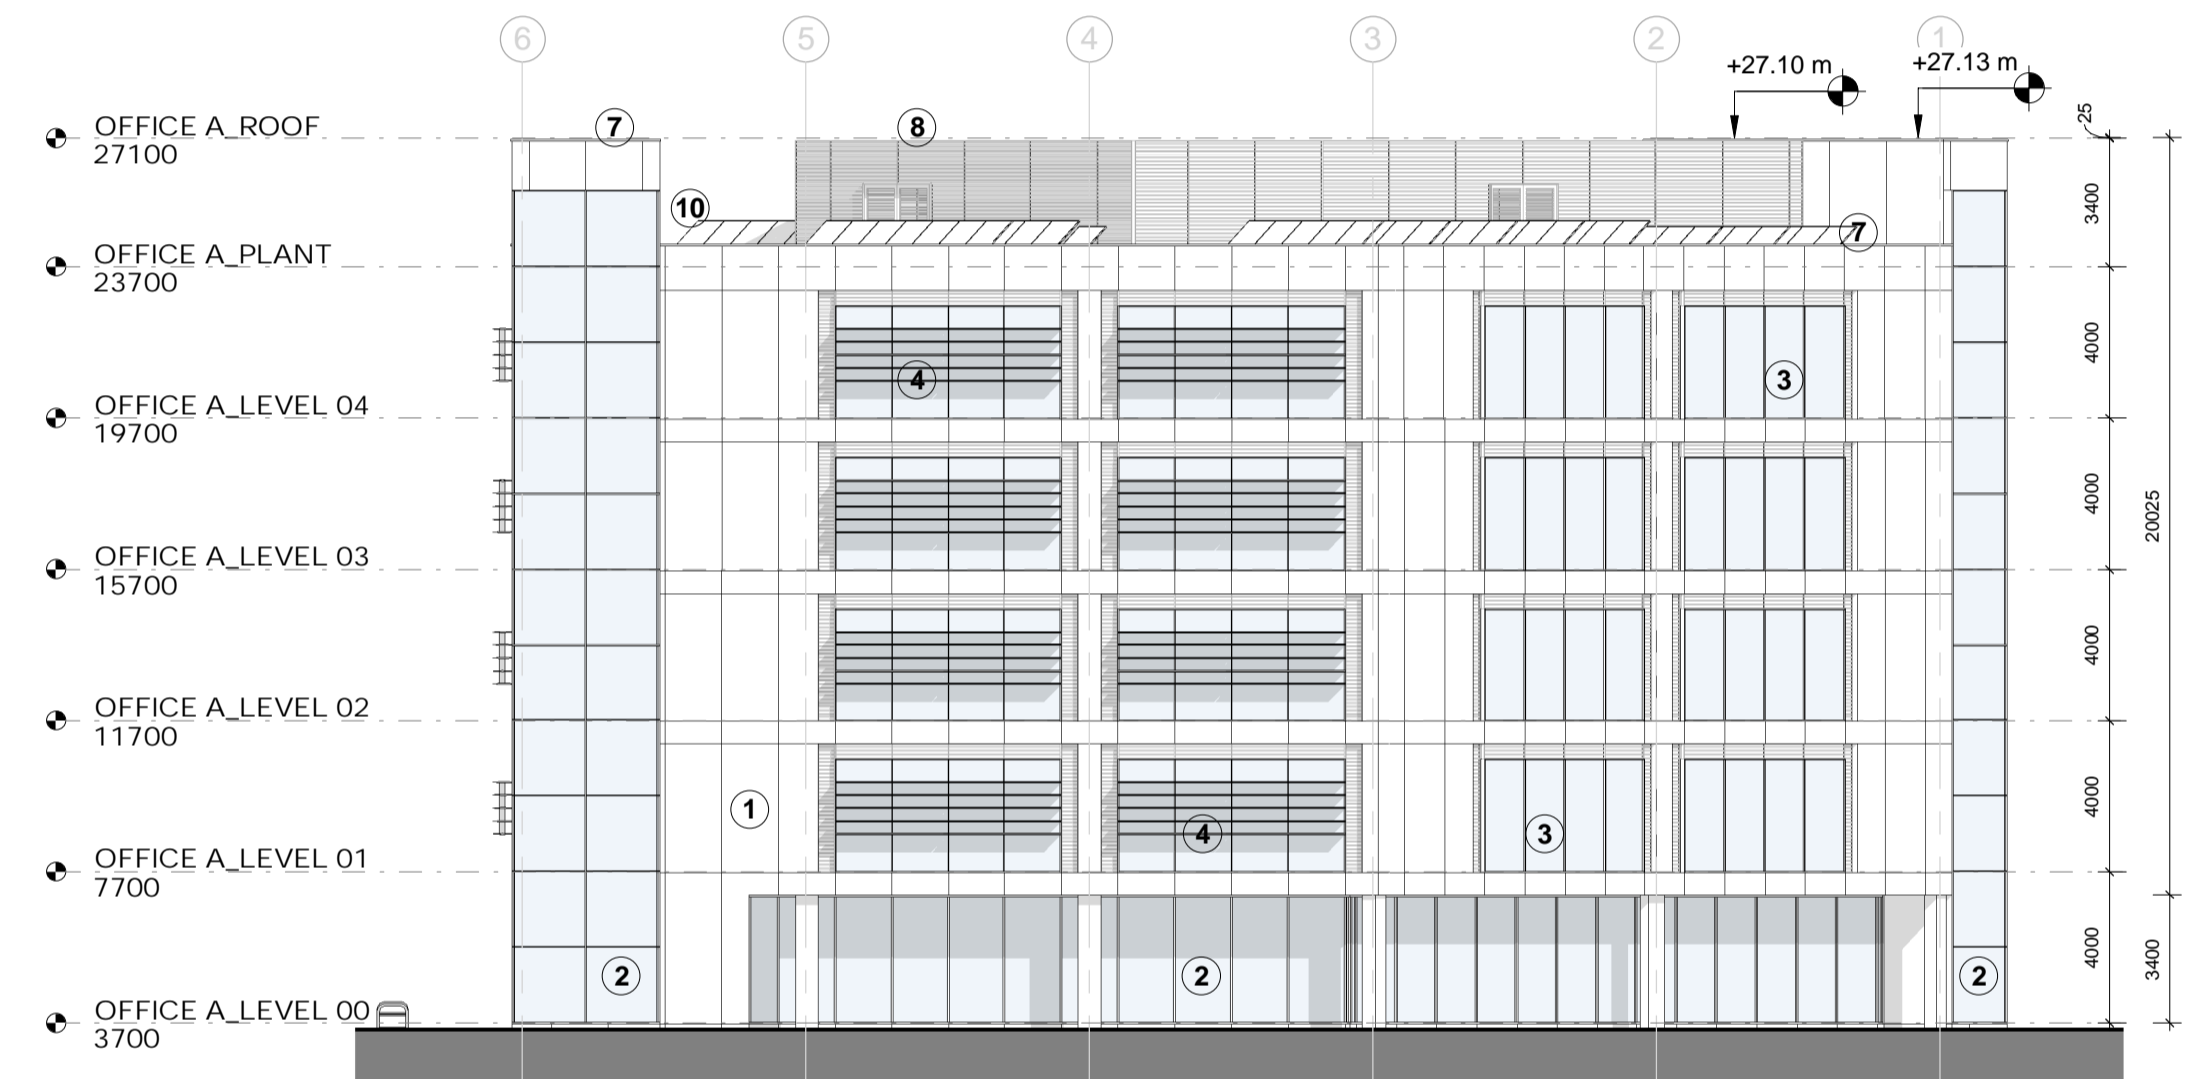 6 5 4 3 2 1
+27.10 m +27.13 m
OFFICE A_ROOF
27100
7 8
25
10
3400
7
OFFICE A_PLANT
23700
4000
4 3
OFFICE A_LEVEL 04
19700
4000
20025
OFFICE A_LEVEL 03
15700
4000
OFFICE A_LEVEL 02
11700
4000
1
4 3
OFFICE A_LEVEL 01
7700
4000
3400
2 2 2
OFFICE A_LEVEL 00
3700